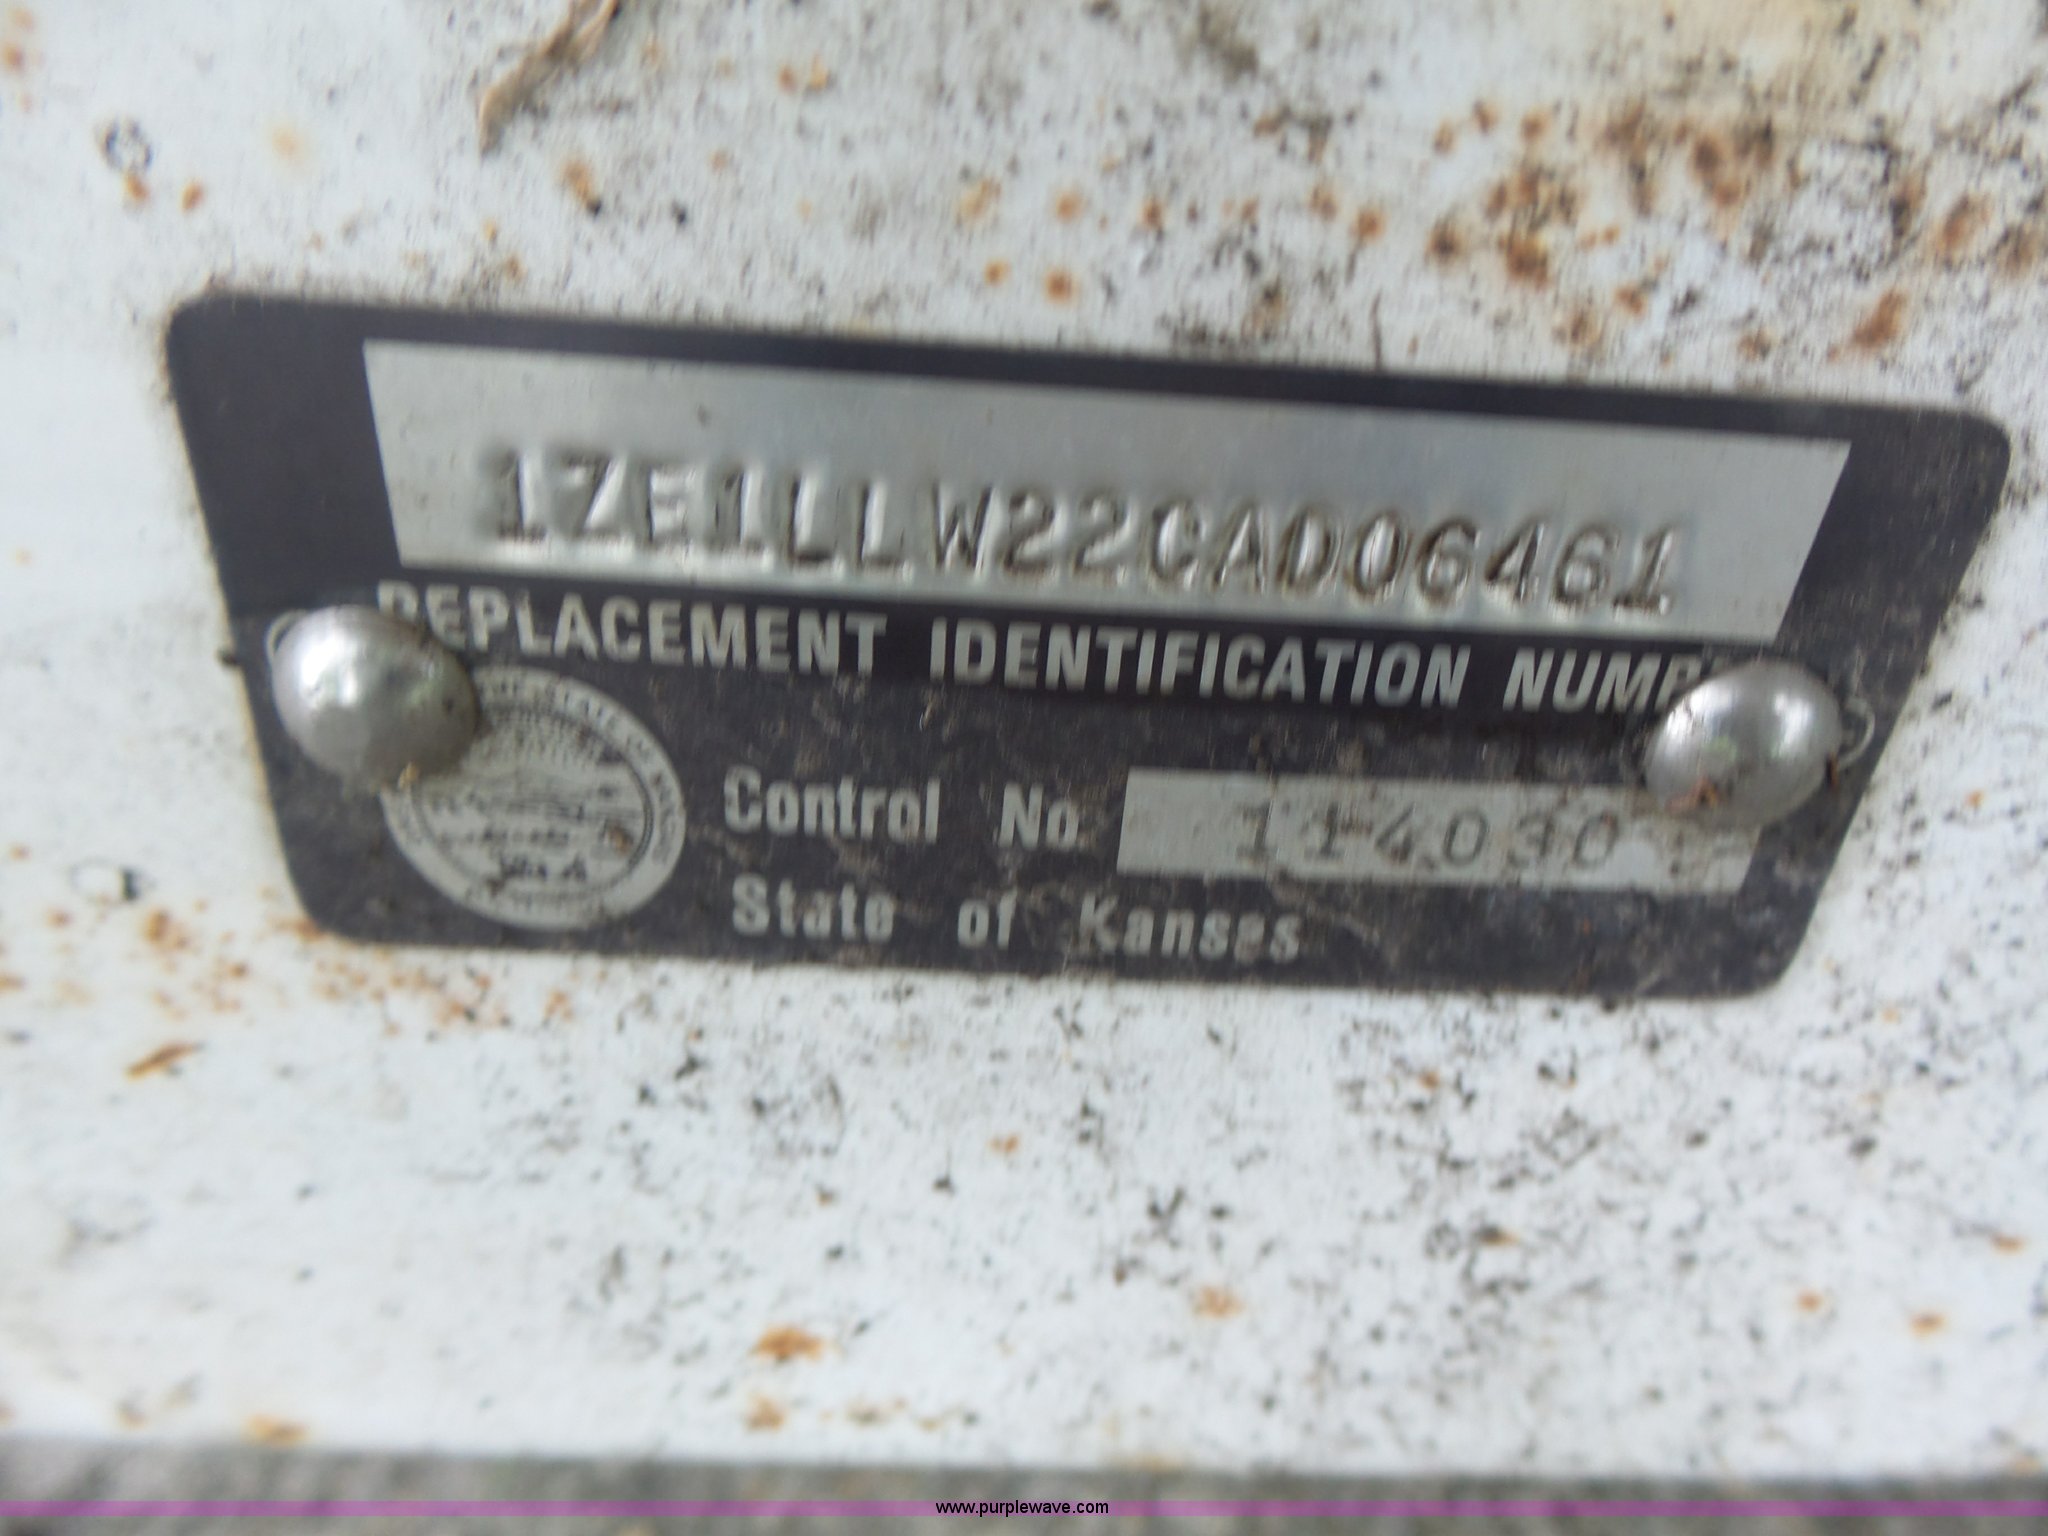 1ZE1LLW22CAD06461
REPLACEMENT IDENTIFICATION NUMB
Control No 114030
State of Kansas
www.purplewave.com